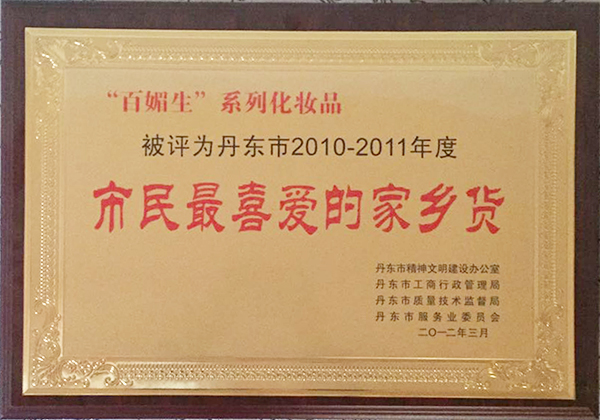 “百媚生”系列化妆品
被评为丹东市2010-2011年度
市民最喜爱的家乡货
丹东市精神文明建设办公室
丹东市工商行政管理局
丹东市质量技术监督局
丹东市服务业委员会
二〇一二年三月